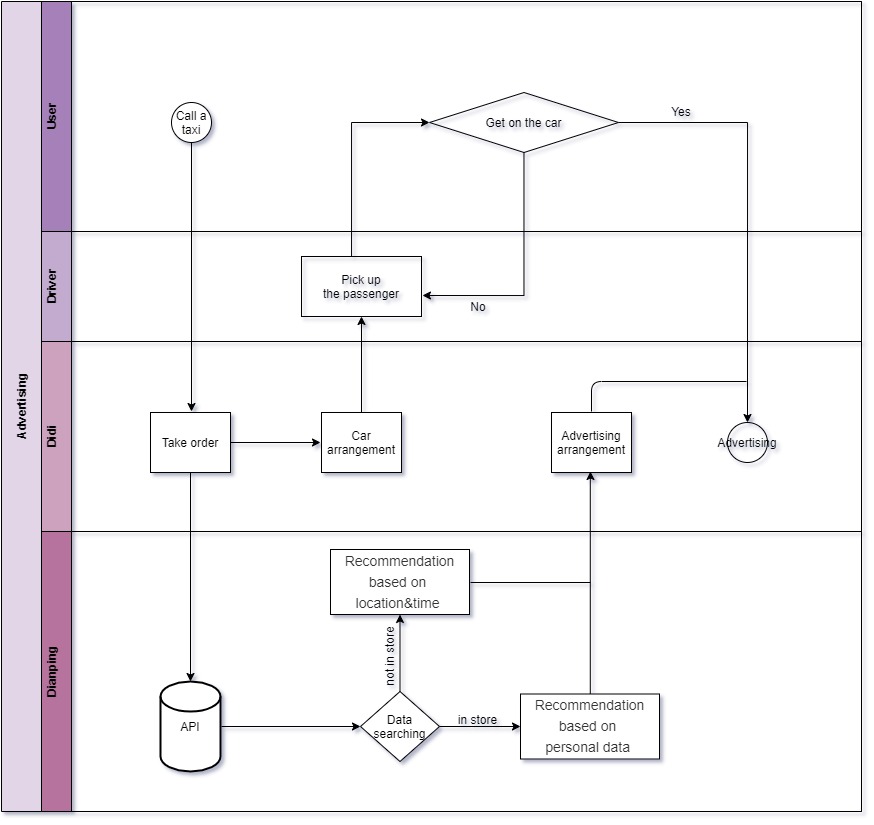 Advertising
User
Call a
taxi
Get on the car
Yes
Driver
Pick up
the passenger
No
Didi
Take order
Car
arrangement
Advertising
arrangement
Advertising
Dianping
Recommendation
based on
location&time
not in store
API
Data
searching
in store
Recommendation
based on
personal data